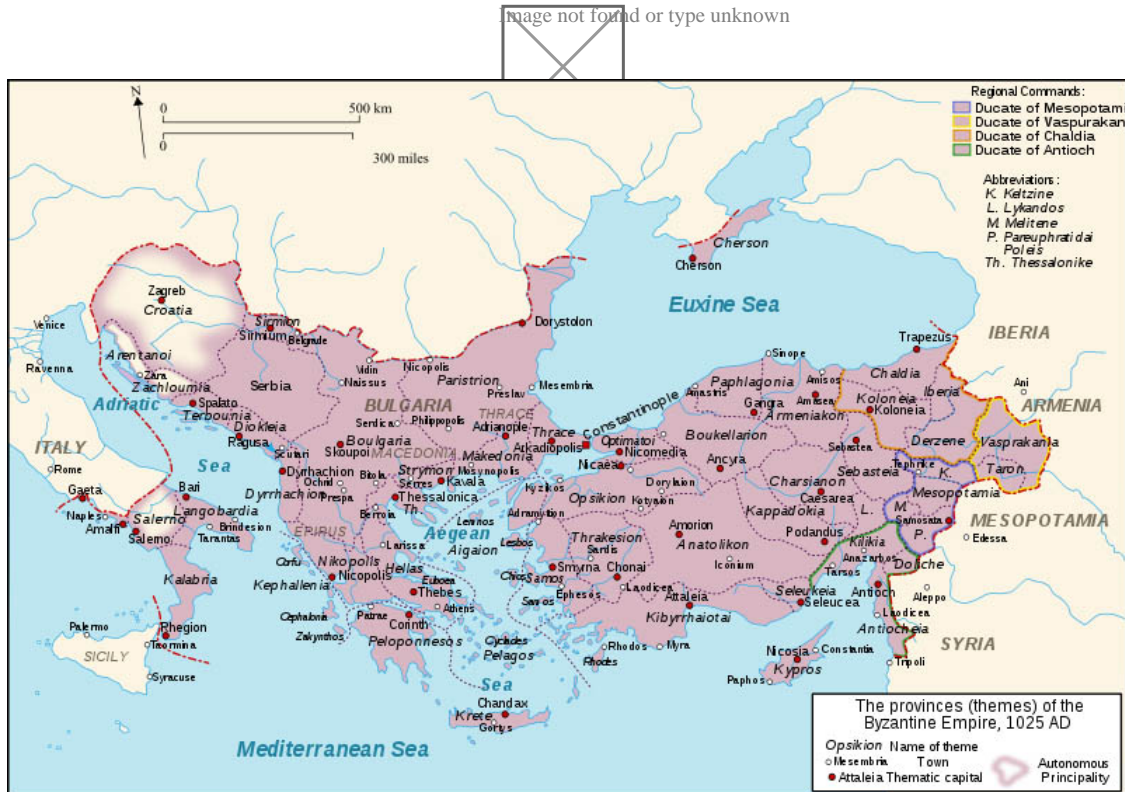 Image not found or type unknown
N
0 500 km
0 300 miles
Regional Commands:
Ducate of Mesopotami
Ducate of Vaspurakan
Ducate of Chaldia
Ducate of Antioch
Abbreviations :
K. Keltzine
L. Lykandos
M. Melitene
P. Pareuphratidai
Poleis
Th. Thessalonike
Cherson
Cherson
Euxine Sea
Zagreb
Croatia
Venice
Ravenna
Sirmion
Sirmium
Belgrade
Dorystolon
Trapezus
IBERIA
Arentanoi
Zara
Zachloumia
Serbia
Vidin
Nicopolis
Naissus
Paristrion
Preslav
Mesembria
Sinope
Amastris
Paphlagonia
Amisos
Chaldia
Iberia
Ani
ARMENIA
Adriatic
Sea
Spalato
Terbounia
Diokleia
Ragusa
BULGARIA
THRACE
Serdica
Philippopolis
Adrianople
Thrace
Constantinople
Gangra
Amasea
Armeniakon
Koloneia
Koloneia
ITALY
Rome
Scutari
Skoupoi
Boulgaria
MACEDONIA
Makedonia
Arkadiopolis
Optimatoi
Nicomedia
Nicaea
Boukellarion
Sebastea
Derzene
Vasprakania
Taron
Gaeta
Naples
Amalfi
Salerno
Salerno
Bari
Langobardia
Brindesion
Tarantas
Dyrrhachion
Dyrrhachion
Ohrid
Bitola
Prespa
Strymon
Serres
Mosynopolis
Kavala
Thessalonica
Th.
Berroia
Kyzikos
Ancyra
Dorylaion
Kotyaion
Charsianon
Sebasteia
Tephrike
K.
Mesopotamia
Caesarea
Kappadokia
L.
M.
Samosata
P.
MESOPOTAMIA
Edessa
EPIRUS
Lemnos
Adramytion
Opsikion
Aegean
Aigaion
Lesbos
Larissa
Corfu
Nikopolis
Nicopolis
Hellas
Kephallenia
Euboea
Thebes
Athens
Chios
Thrakesion
Sardis
Smyrna
Samos
Chonai
Amorion
Anatolikon
Iconium
Podandus
Kilikia
Anazarbos
Tarsos
Doliche
Kalabria
Rhegion
Palermo
SICILY
Taormina
Syracuse
Cephalonia
Zakynthos
Patrae
Corinth
Peloponnesos
Cyclades
Pelagos
Sea
Samos
Ephesos
Laodicea
Attaleia
Kibyrrhaiotai
Seleukeia
Seleucea
Antioch
Aleppo
Laodicea
Antiocheia
SYRIA
Rhodos
Rhodes
Myra
Nicosia
Constantia
Kypros
Paphos
Tripoli
Chandax
Krete
Gortys
Mediterranean Sea
The provinces (themes) of the
Byzantine Empire, 1025 AD
Opsikion Name of theme
Mesembria Town
Attaleia Thematic capital
Autonomous
Principality